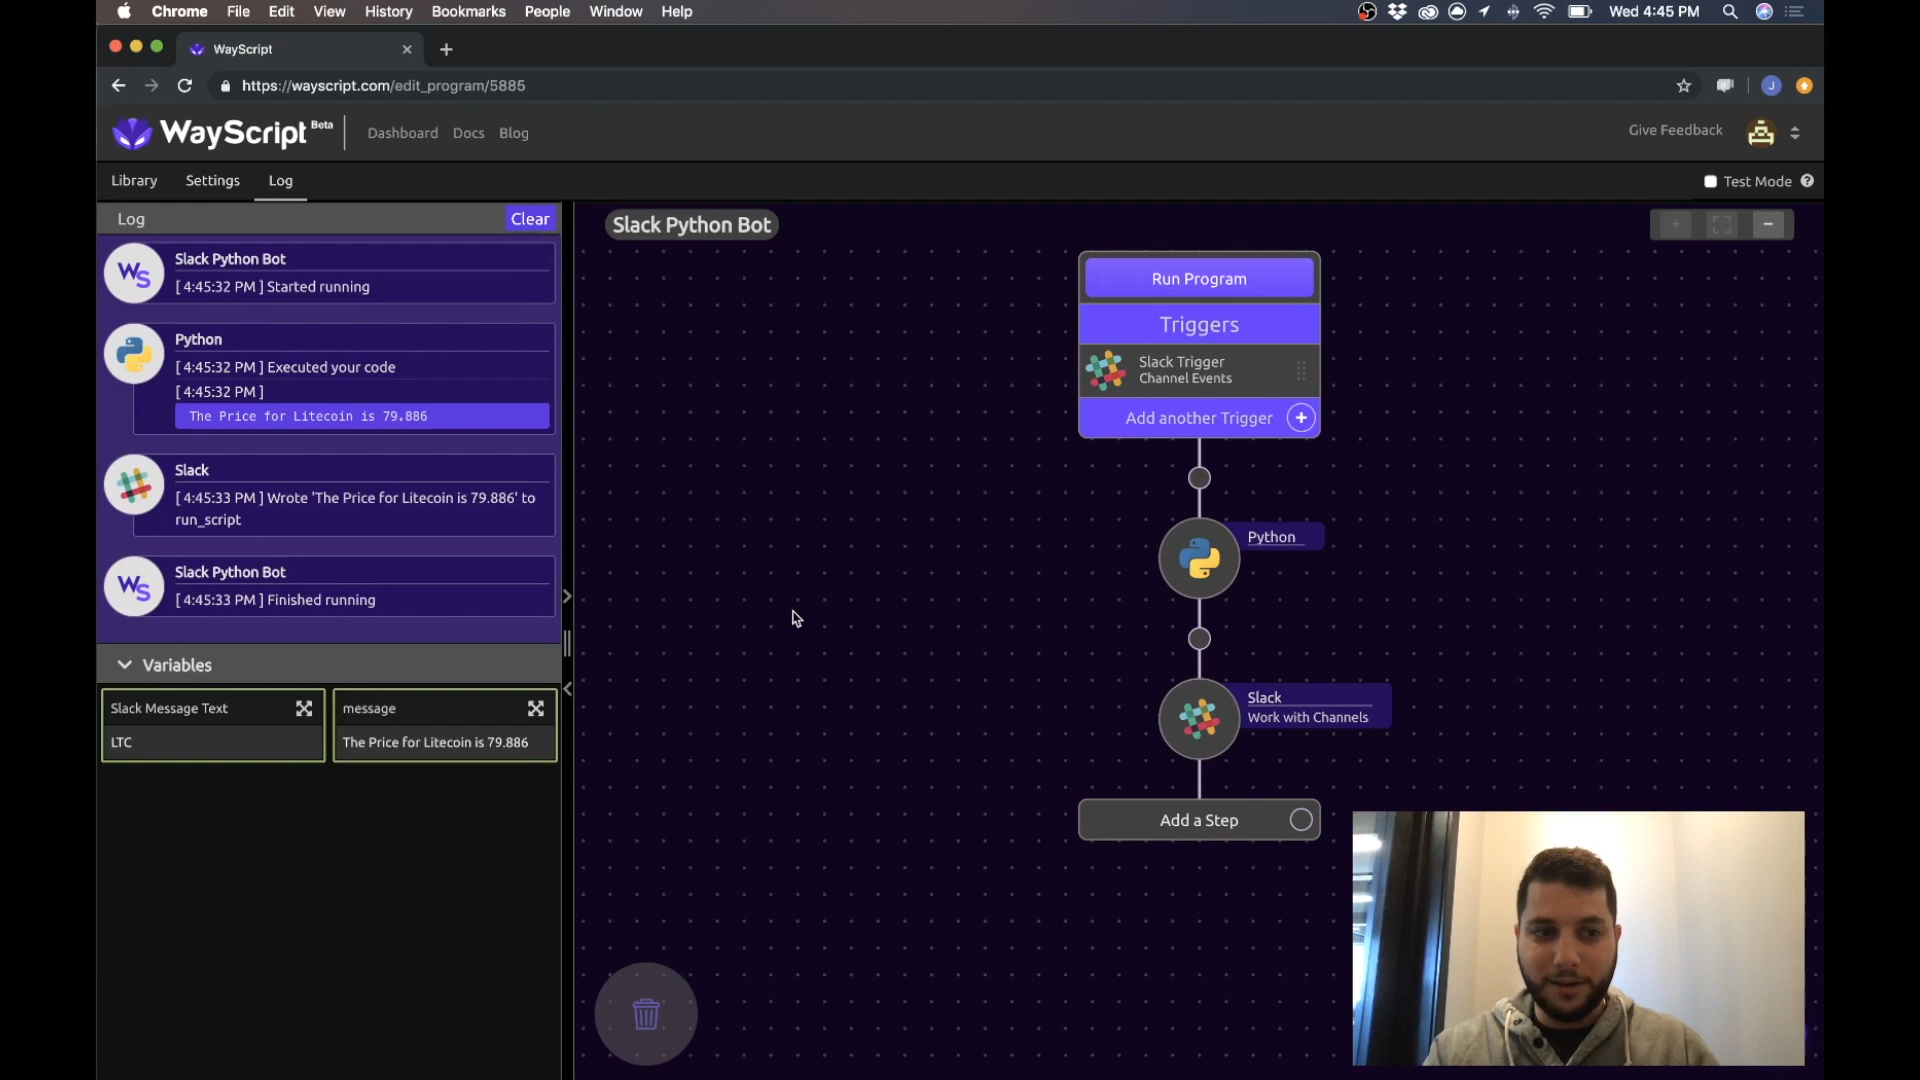 Chrome File Edit View History Bookmarks People Window Help
Wed 4:45 PM
WayScript
https://wayscript.com/edit_program/5885
J
WayScript Beta
Dashboard Docs Blog
Give Feedback
Library Settings Log
Test Mode ?
Log
Clear
WS
Slack Python Bot
[ 4:45:32 PM ] Started running
Python
[ 4:45:32 PM ] Executed your code
[ 4:45:32 PM ]
The Price for Litecoin is 79.886
Slack
[ 4:45:33 PM ] Wrote 'The Price for Litecoin is 79.886' to
run_script
WS
Slack Python Bot
[ 4:45:33 PM ] Finished running
Variables
Slack Message Text
LTC
message
The Price for Litecoin is 79.886
Slack Python Bot
Run Program
Triggers
Slack Trigger
Channel Events
Add another Trigger
Python
Slack
Work with Channels
Add a Step